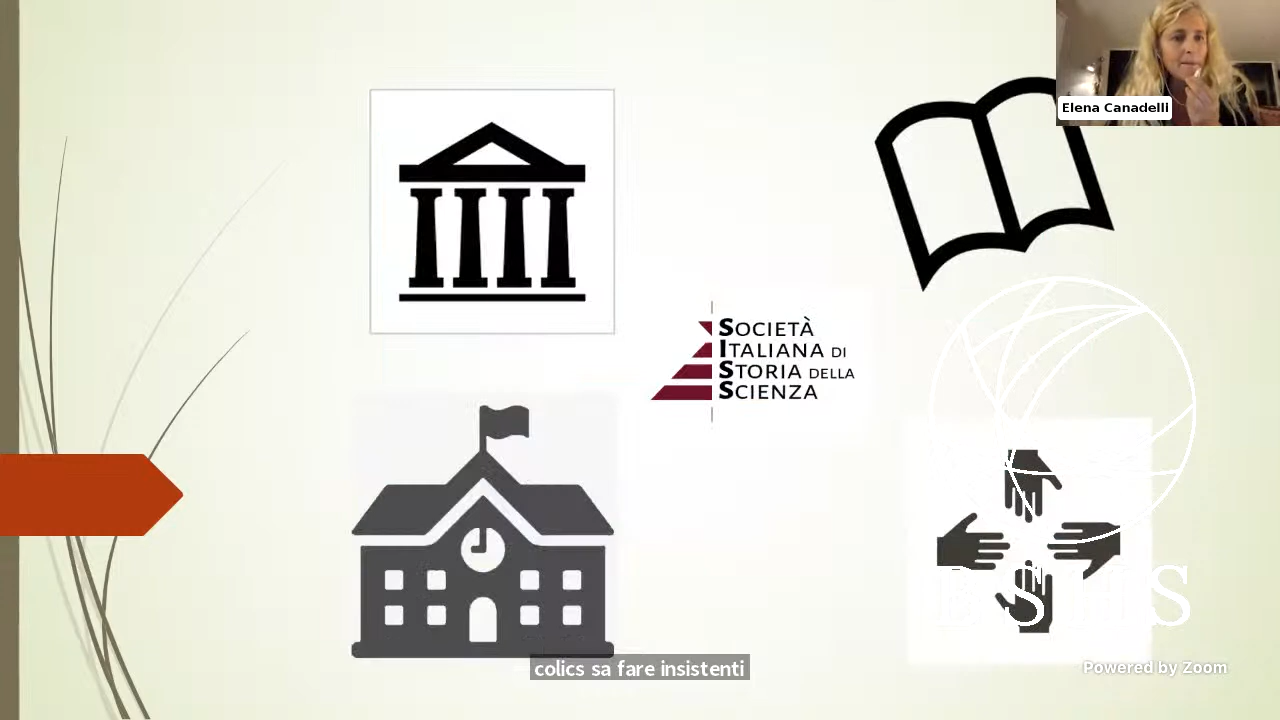 Elena Canadelli
SOCIETÀ
ITALIANA DI
STORIA DELLA
SCIENZA
colics sa fare insistenti
Powered by Zoom